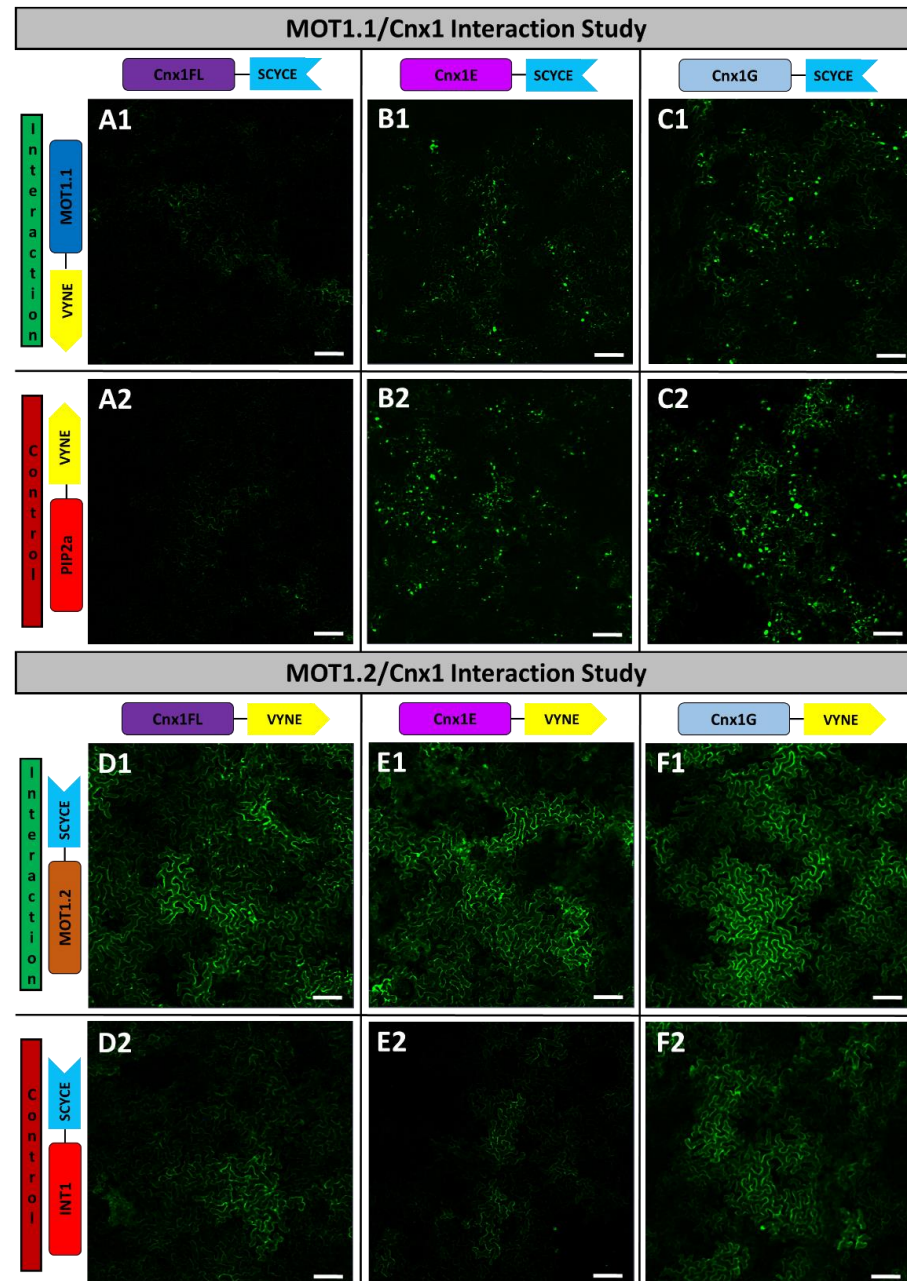 MOT1.1/Cnx1 Interaction Study
Cnx1FL SCYCE
Cnx1E SCYCE
Cnx1G SCYCE
Interaction
MOT1.1
VYNE
A1
B1
C1
Control
VYNE
PIP2a
A2
B2
C2
MOT1.2/Cnx1 Interaction Study
Cnx1FL VYNE
Cnx1E VYNE
Cnx1G VYNE
Interaction
SCYCE
MOT1.2
D1
E1
F1
Control
SCYCE
INT1
D2
E2
F2